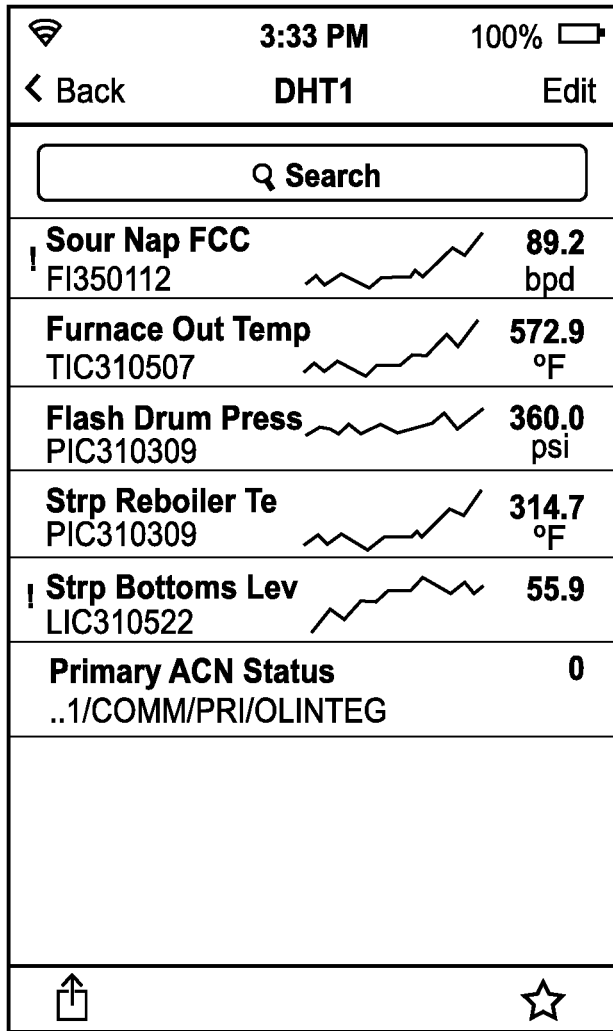 3:33 PM 100%
Back DHT1 Edit
Search
! Sour Nap FCC 89.2
FI350112 bpd
Furnace Out Temp 572.9
TIC310507 ºF
Flash Drum Press 360.0
PIC310309 psi
Strp Reboiler Te 314.7
PIC310309 ºF
! Strp Bottoms Lev 55.9
LIC310522
Primary ACN Status 0
..1/COMM/PRI/OLINTEG